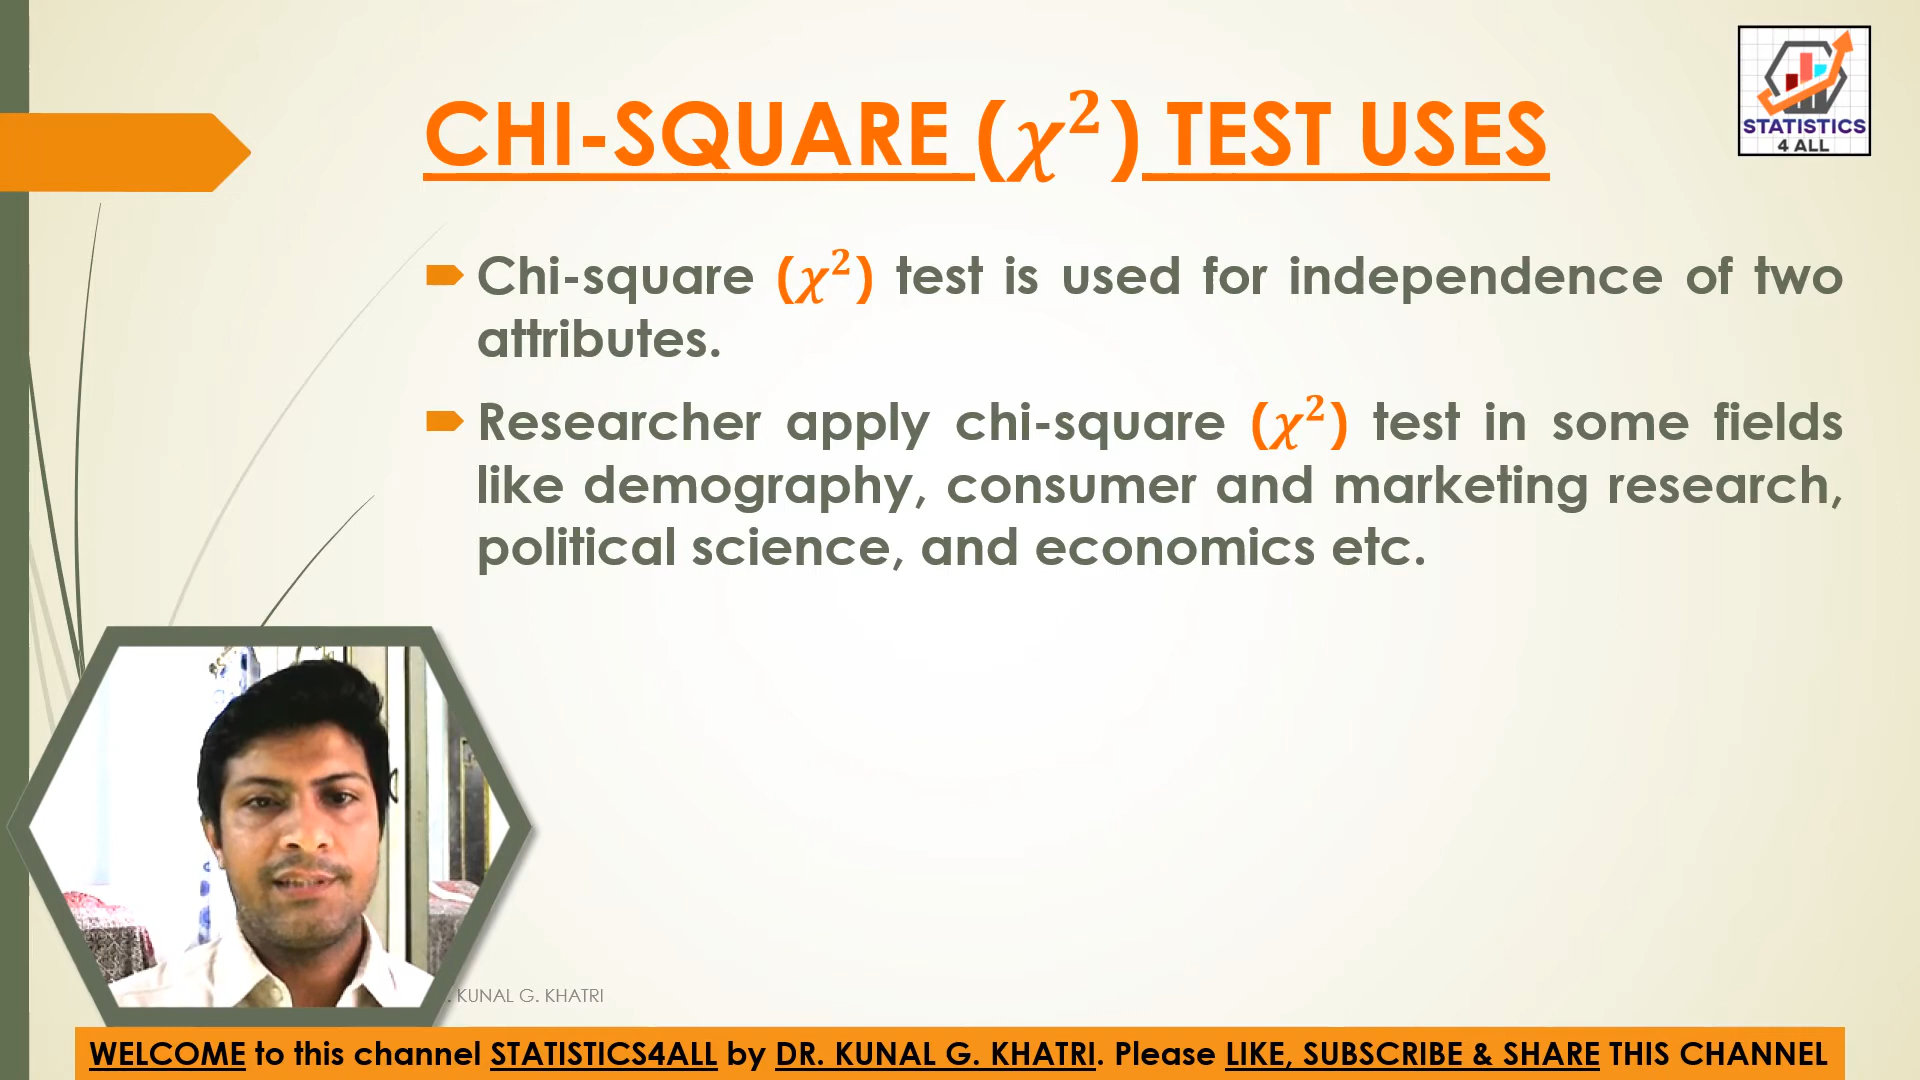 CHI-SQUARE (χ²) TEST USES
STATISTICS
4 ALL
Chi-square (χ²) test is used for independence of two
attributes.
Researcher apply chi-square (χ²) test in some fields
like demography, consumer and marketing research,
political science, and economics etc.
. KUNAL G. KHATRI
WELCOME to this channel STATISTICS4ALL by DR. KUNAL G. KHATRI. Please LIKE, SUBSCRIBE & SHARE THIS CHANNEL